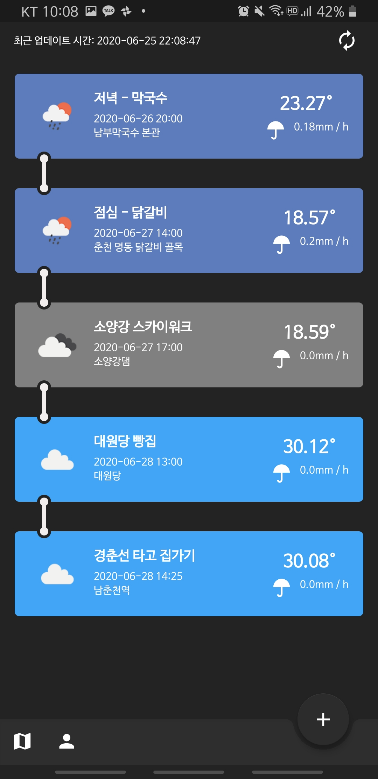 KT 10:08 TALK HD 42%
최근 업데이트 시간: 2020-06-25 22:08:47
저녁 - 막국수
23.27°
2020-06-26 20:00
0.18mm / h
남부막국수 본관
점심 - 닭갈비
18.57°
2020-06-27 14:00
0.2mm / h
춘천 명동 닭갈비 골목
소양강 스카이워크
18.59°
2020-06-27 17:00
0.0mm / h
소양강댐
대원당 빵집
30.12°
2020-06-28 13:00
0.0mm / h
대원당
경춘선 타고 집가기
30.08°
2020-06-28 14:25
0.0mm / h
남춘천역
+